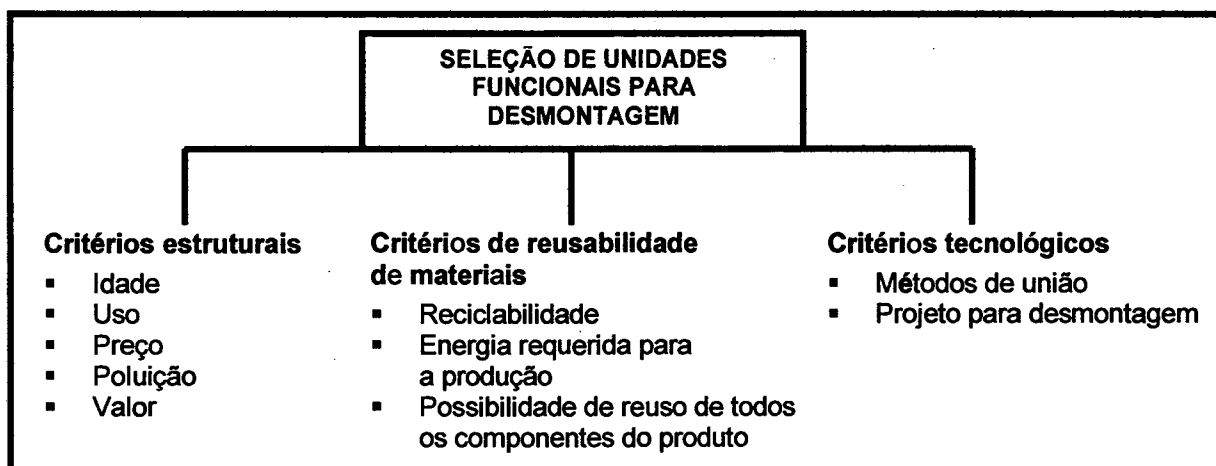 SELEÇÃO DE UNIDADES
FUNCIONAIS PARA
DESMONTAGEM
Critérios estruturais
▪ Idade
▪ Uso
▪ Preço
▪ Poluição
▪ Valor
Critérios de reusabilidade
de materiais
▪ Reciclabilidade
▪ Energia requerida para
a produção
▪ Possibilidade de reuso de todos
os componentes do produto
Critérios tecnológicos
▪ Métodos de união
▪ Projeto para desmontagem